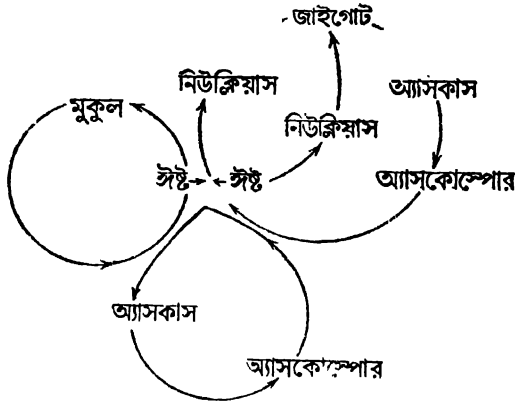 জাইগোট
নিউক্লিয়াস
অ্যাসকাস
মুকুল
নিউক্লিয়াস
ঈষ্ট
ঈষ্ট
অ্যাসকোস্পোর
অ্যাসকাস
অ্যাসকোস্পোর